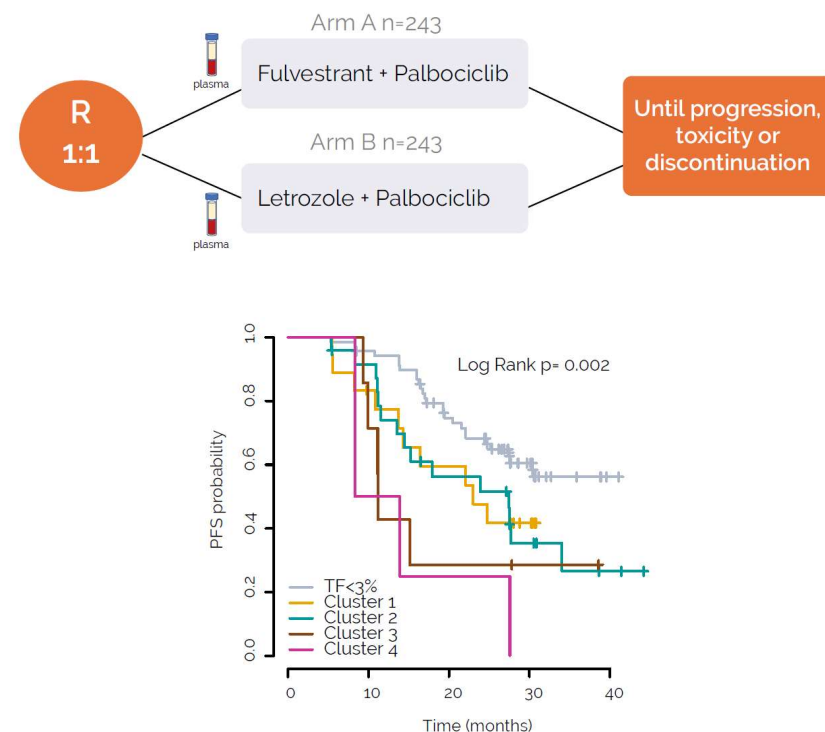 Arm A n=243
plasma
Fulvestrant + Palbociclib
R
1:1
Until progression,
toxicity or
discontinuation
Arm B n=243
plasma
Letrozole + Palbociclib
Log Rank p= 0.002
PFS probability
1.0
0.8
0.6
0.4
0.2
0.0
TF<3%
Cluster 1
Cluster 2
Cluster 3
Cluster 4
0 10 20 30 40
Time (months)